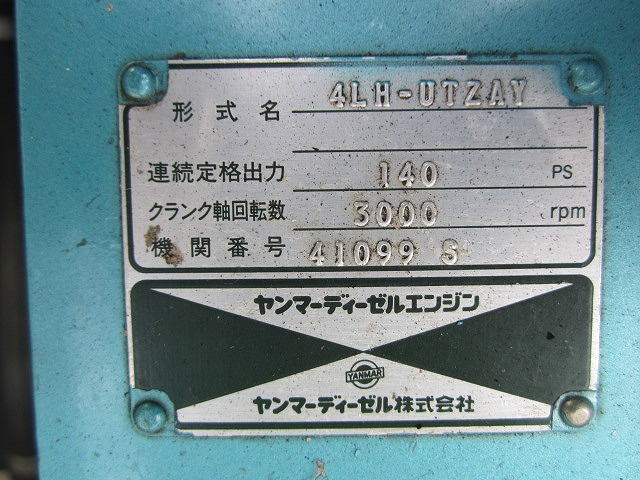 形式名 4LH-UTZAY
連続定格出力 140 PS
クランク軸回転数 3000 rpm
機関番号 41099 S
ヤンマーディーゼルエンジン
YANMAR
ヤンマーディーゼル株式会社